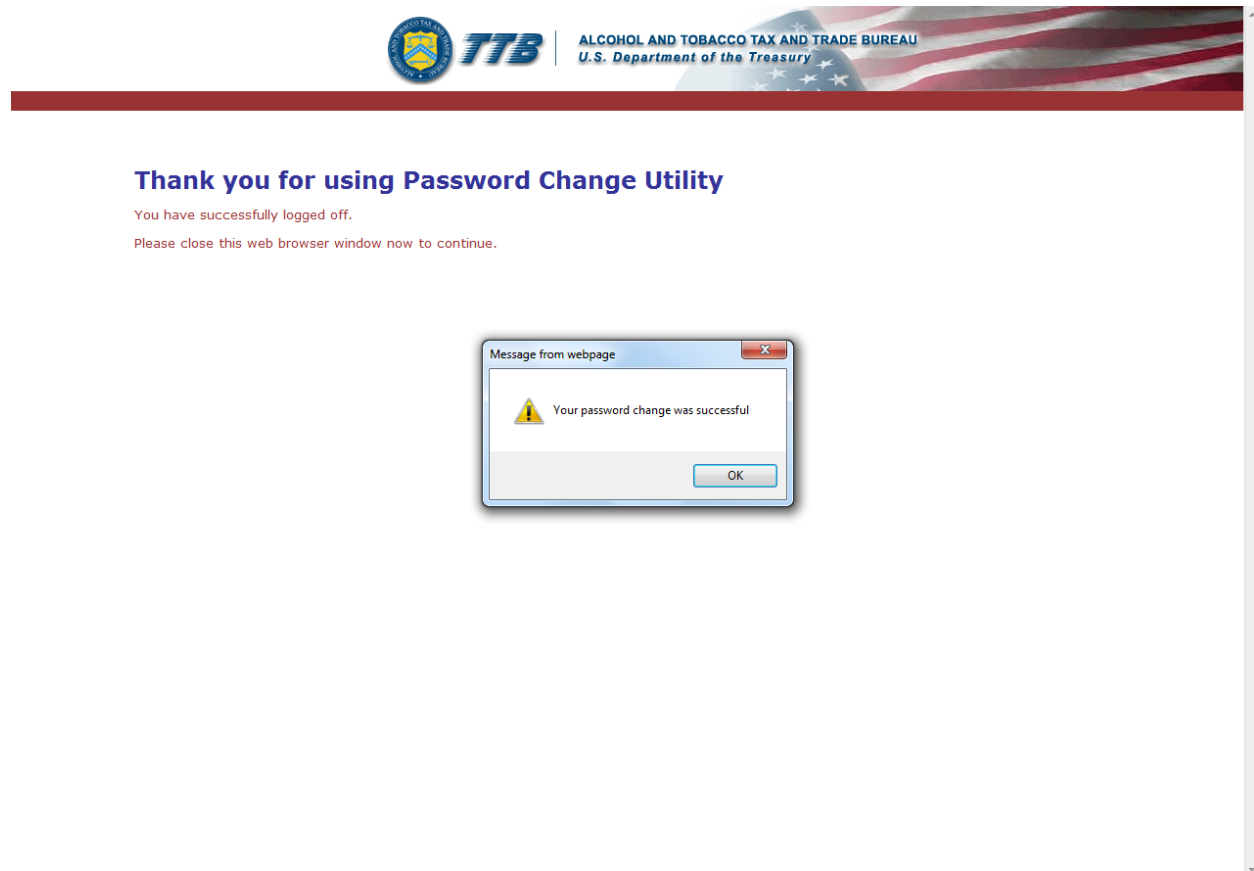 TTB
ALCOHOL AND TOBACCO TAX AND TRADE BUREAU
U.S. Department of the Treasury
Thank you for using Password Change Utility
You have successfully logged off.
Please close this web browser window now to continue.
Message from webpage
Your password change was successful
OK